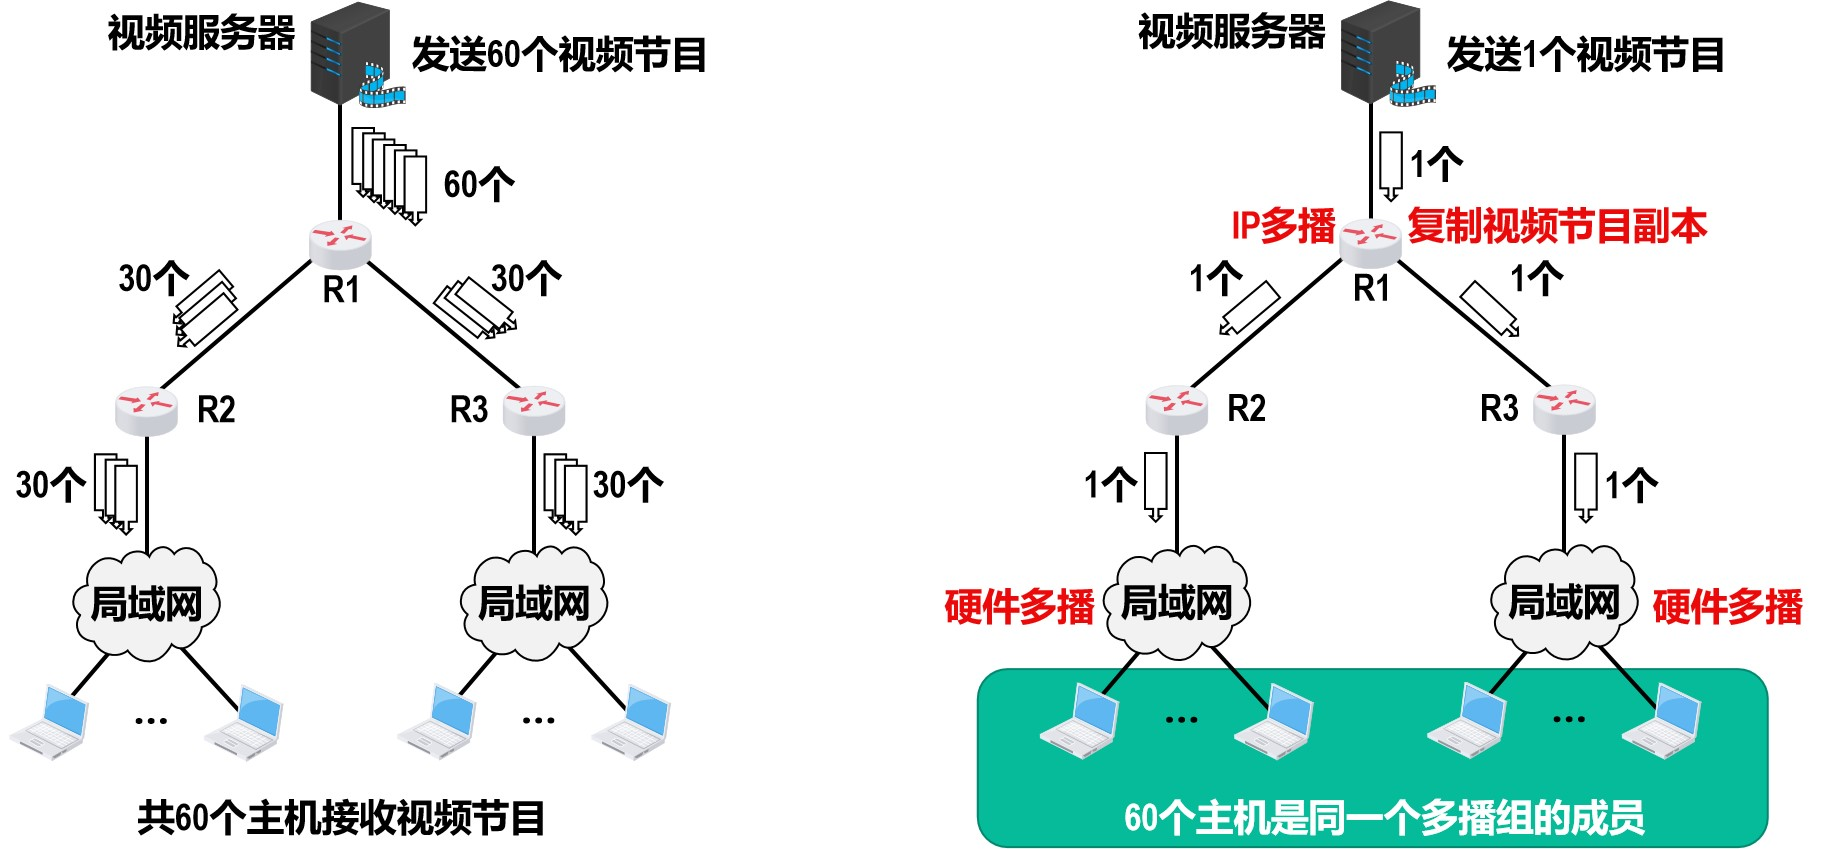 视频服务器
发送60个视频节目
60个
R1
30个
30个
R2
R3
30个
30个
局域网
局域网
...
...
共60个主机接收视频节目
视频服务器
发送1个视频节目
1个
IP多播
复制视频节目副本
R1
1个
1个
R2
R3
1个
1个
硬件多播
局域网
局域网
硬件多播
...
...
60个主机是同一个多播组的成员